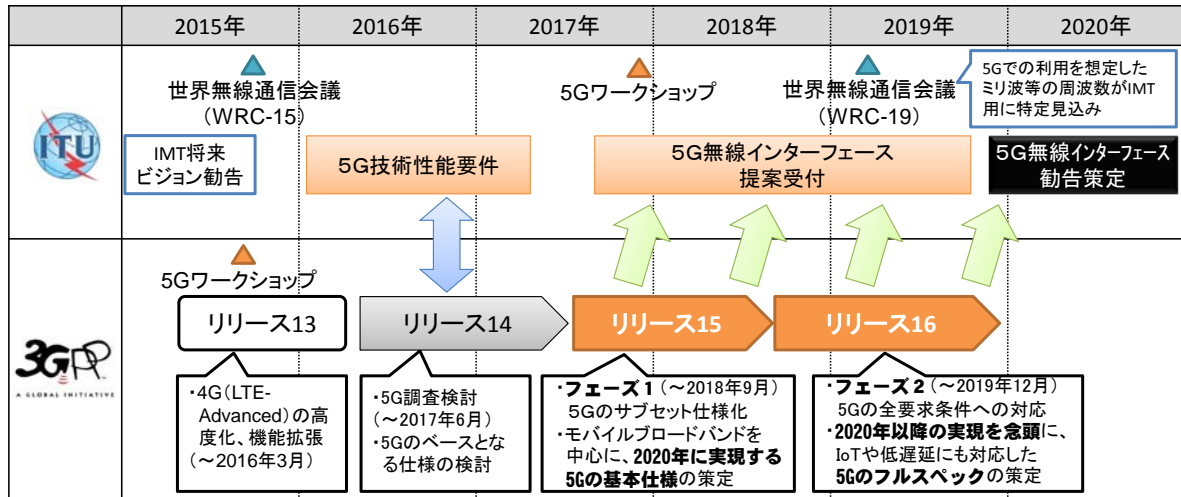 2015年 2016年 2017年 2018年 2019年 2020年
世界無線通信会議
(WRC-15)
5Gワークショップ
世界無線通信会議
(WRC-19)
5Gでの利用を想定した
ミリ波等の周波数がIMT
用に特定見込み
ITU
IMT将来
ビジョン勧告
5G技術性能要件
5G無線インターフェース
提案受付
5G無線インターフェース
勧告策定
5Gワークショップ
リリース13
リリース14
リリース15
リリース16
3GPP
A GLOBAL INITIATIVE
・4G(LTE-
Advanced)の高
度化、機能拡張
(~2016年3月)
・5G調査検討
(~2017年6月)
・5Gのベースとな
る仕様の検討
・フェーズ1(~2018年9月)
5Gのサブセット仕様化
・モバイルブロードバンドを
中心に、2020年に実現する
5Gの基本仕様の策定
・フェーズ2(~2019年12月)
5Gの全要求条件への対応
・2020年以降の実現を念頭に、
IoTや低遅延にも対応した
5Gのフルスペックの策定